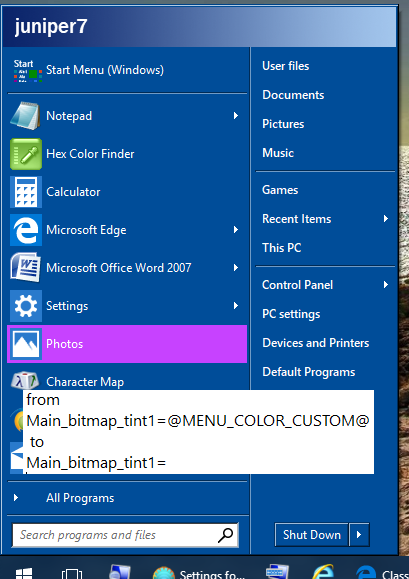 juniper7
Start
Start Menu (Windows)
Notepad
Hex Color Finder
Calculator
Microsoft Edge
Microsoft Office Word 2007
Settings
Photos
Character Map
from
Main_bitmap_tint1=@MENU_COLOR_CUSTOM@
to
Main_bitmap_tint1=
All Programs
Search programs and files
User files
Documents
Pictures
Music
Games
Recent Items
This PC
Control Panel
PC settings
Devices and Printers
Default Programs
Shut Down
Settings fo...
Class